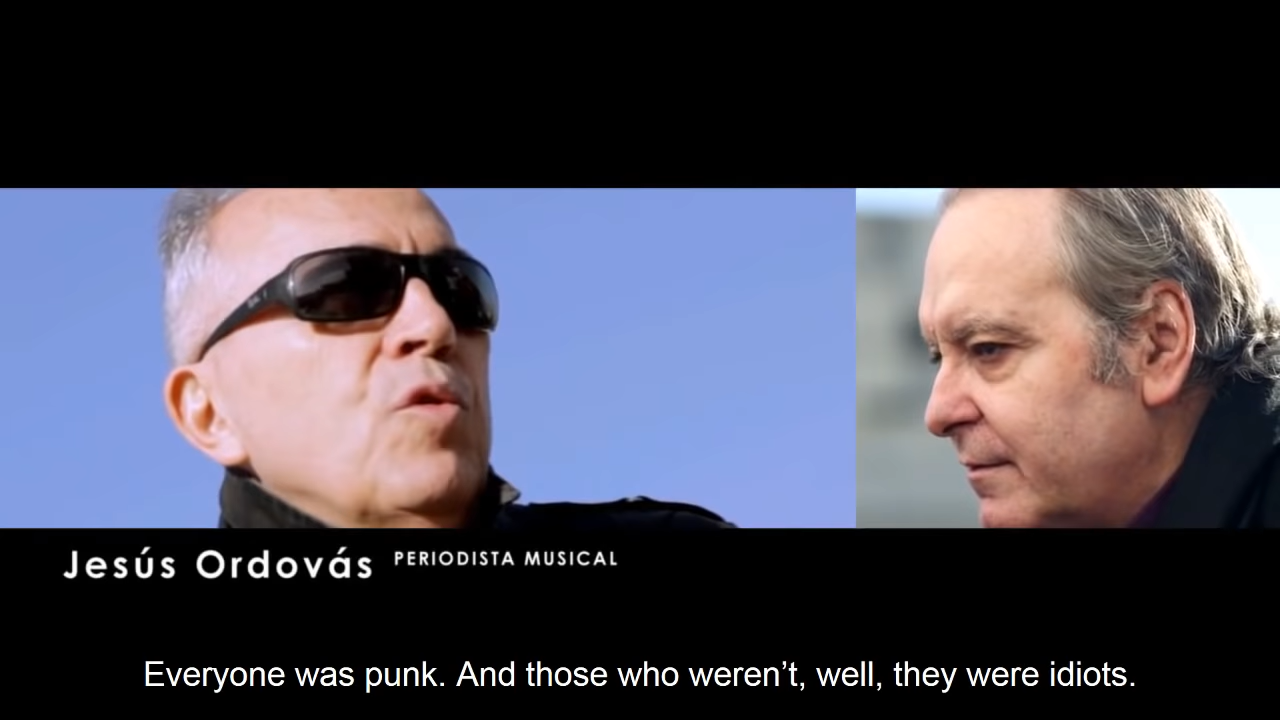 Jesús Ordovás PERIODISTA MUSICAL
Everyone was punk. And those who weren’t, well, they were idiots.